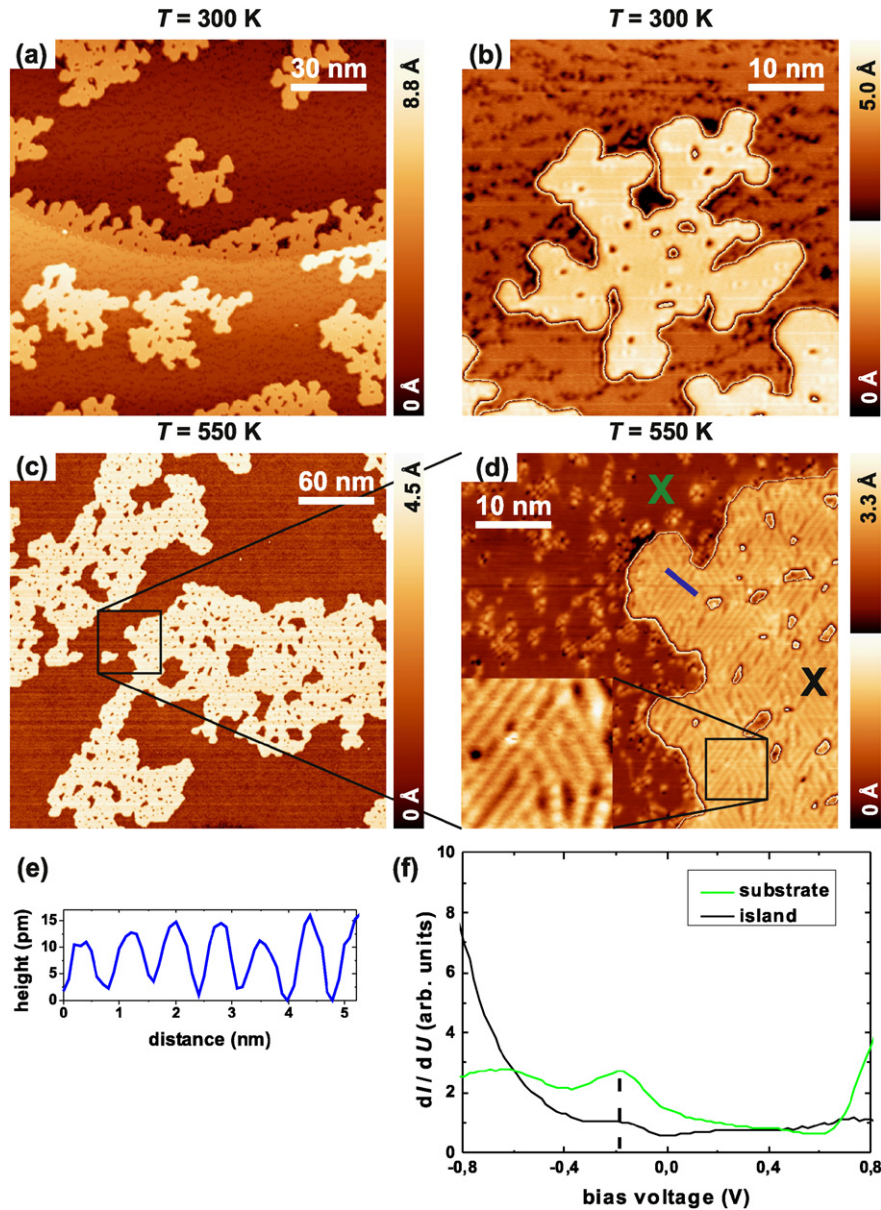 T = 300 K
T = 300 K
(a)
30 nm
8.8 Å
0 Å
(b)
10 nm
5.0 Å
0 Å
T = 550 K
T = 550 K
(c)
60 nm
4.5 Å
0 Å
(d)
10 nm
X
X
3.3 Å
0 Å
(e)
height (pm)
15
10
5
0
0 1 2 3 4 5
distance (nm)
(f)
dI / dU (arb. units)
10
8
6
4
2
0
substrate
island
-0,8 -0,4 0,0 0,4 0,8
bias voltage (V)